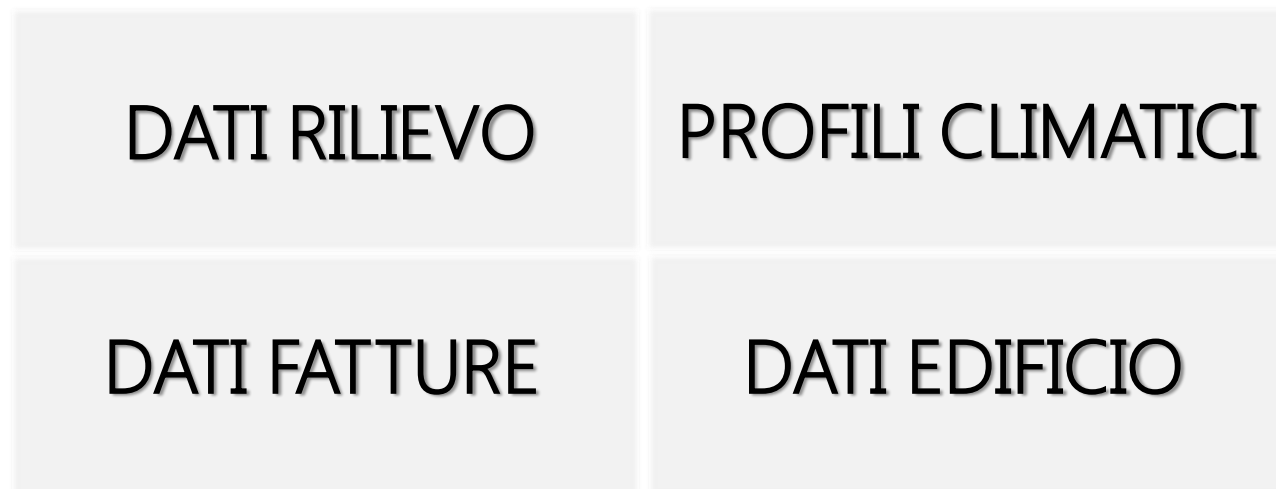 DATI RILIEVO
PROFILI CLIMATICI
DATI FATTURE
DATI EDIFICIO